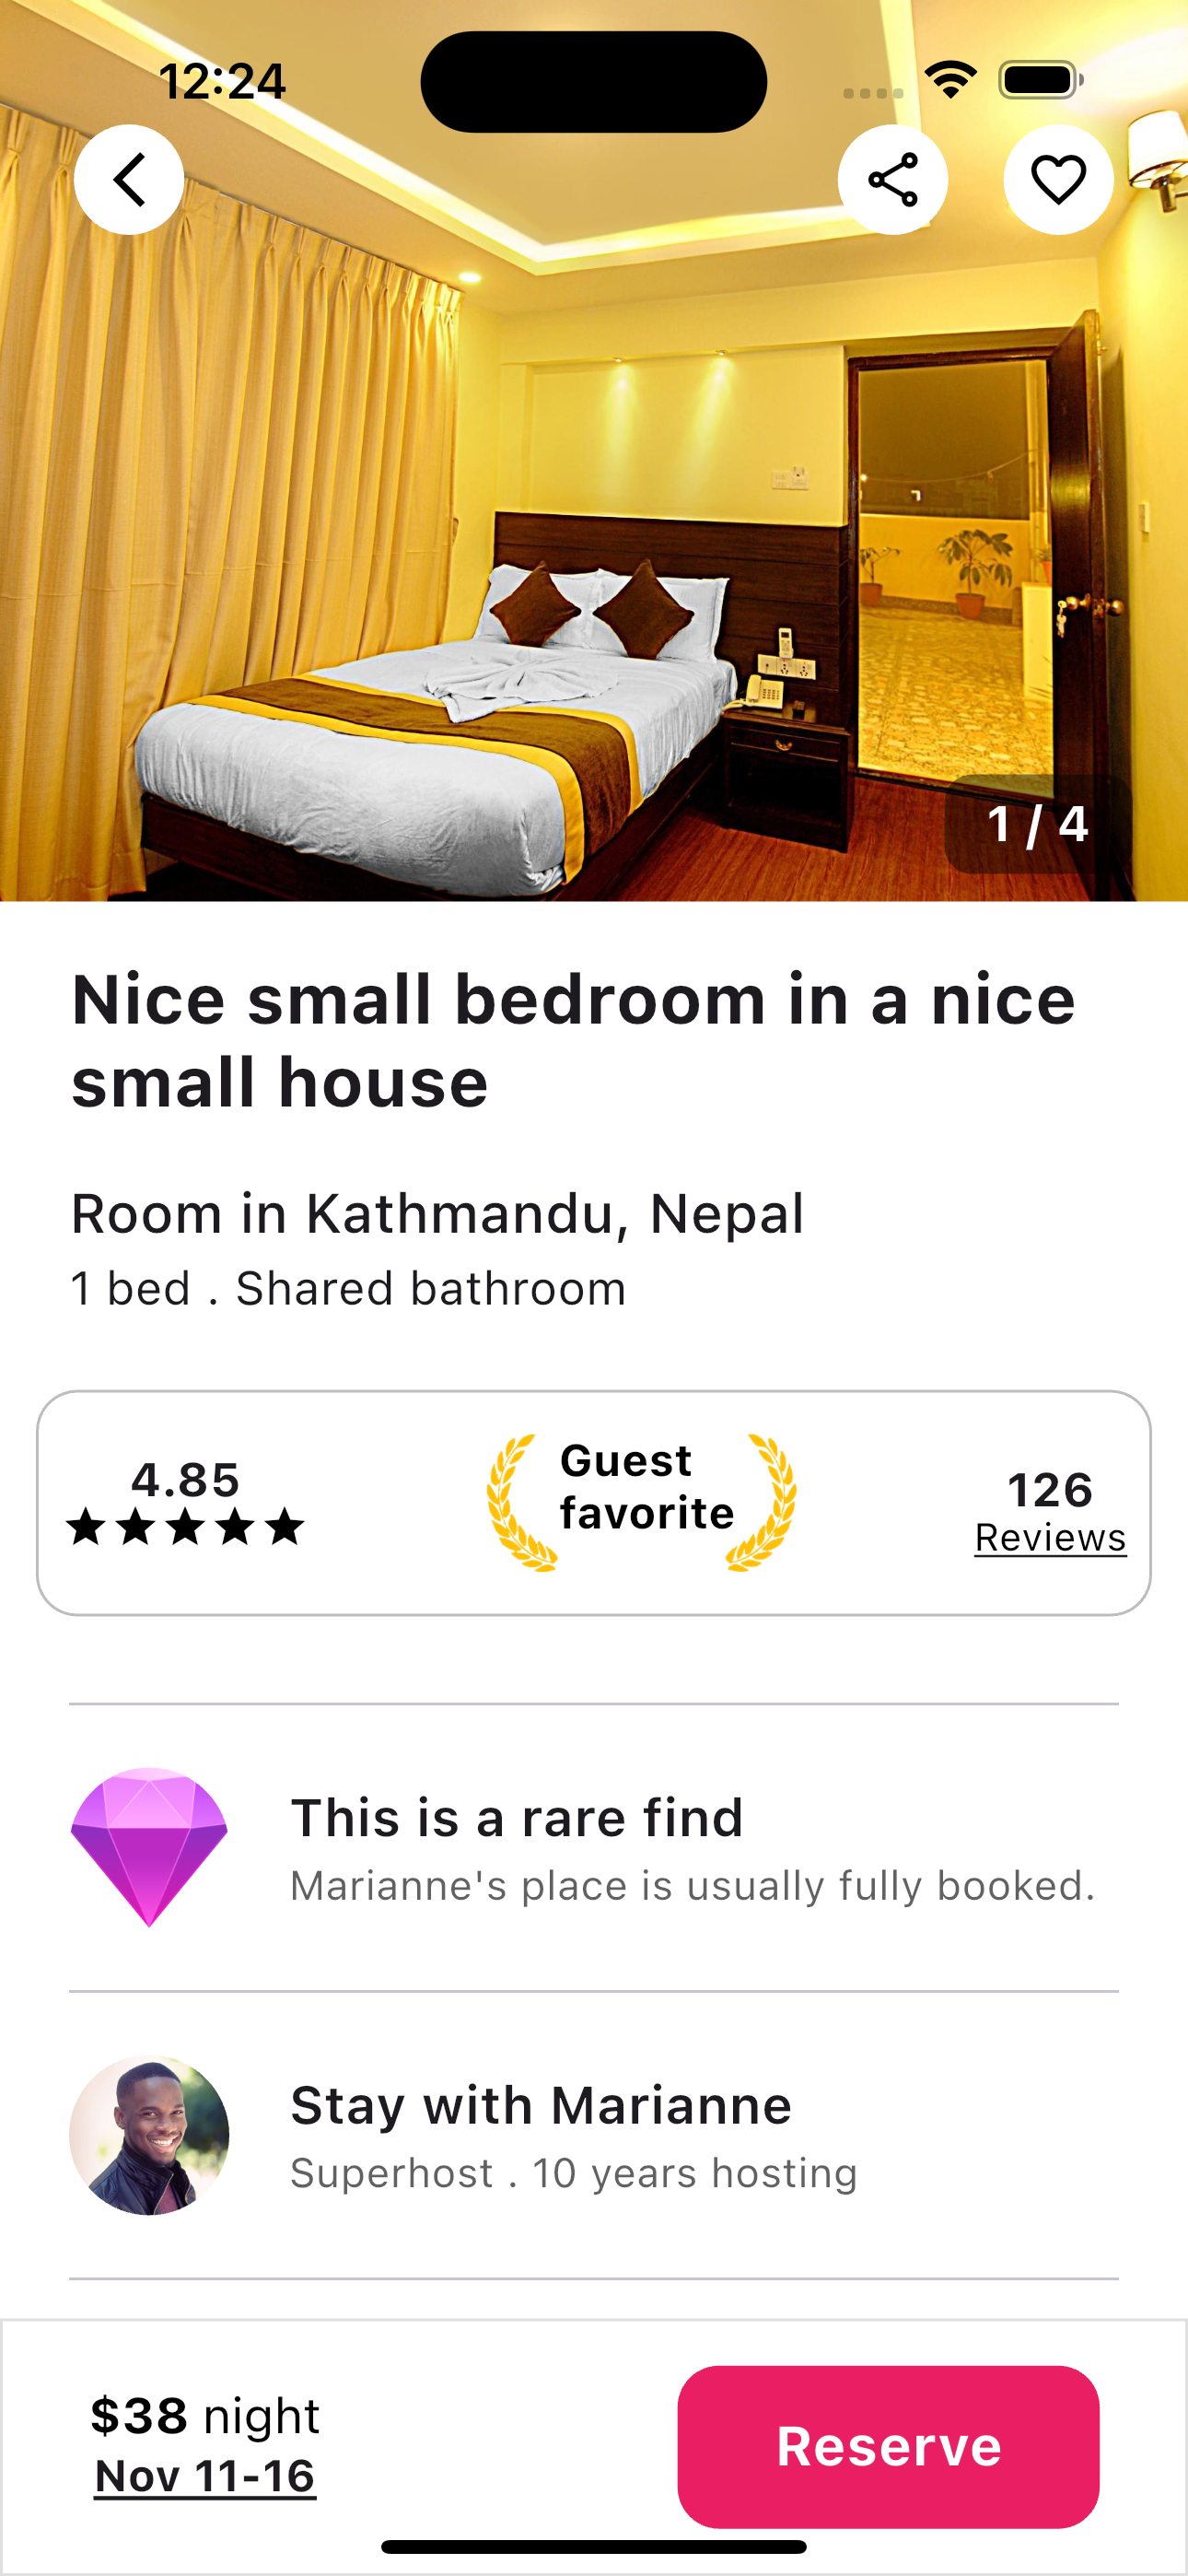 12:24
1 / 4
Nice small bedroom in a nice
small house
Room in Kathmandu, Nepal
1 bed . Shared bathroom
4.85
Guest
favorite
126
Reviews
This is a rare find
Marianne's place is usually fully booked.
Stay with Marianne
Superhost . 10 years hosting
$38 night
Nov 11-16
Reserve